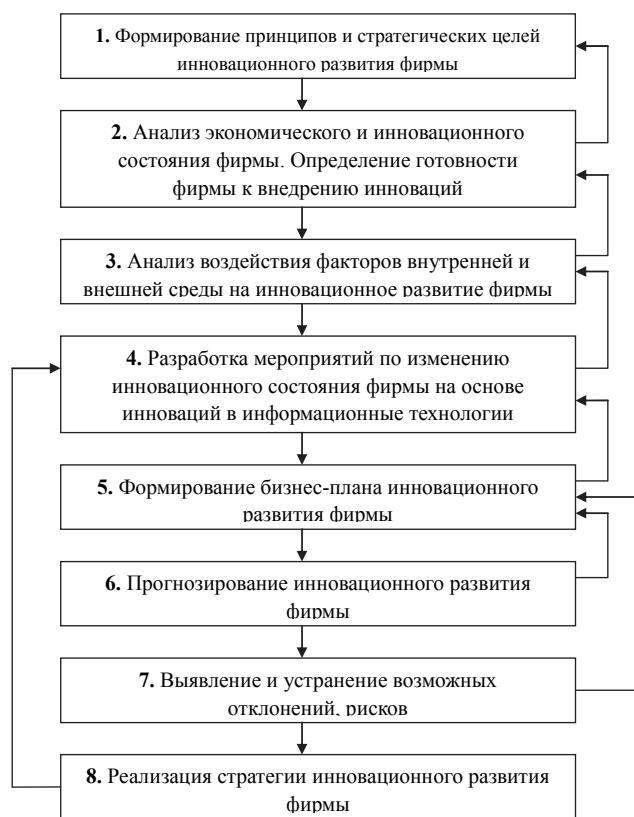 1. Формирование принципов и стратегических целей
инновационного развития фирмы
2. Анализ экономического и инновационного
состояния фирмы. Определение готовности
фирмы к внедрению инноваций
3. Анализ воздействия факторов внутренней и
внешней среды на инновационное развитие фирмы
4. Разработка мероприятий по изменению
инновационного состояния фирмы на основе
инноваций в информационные технологии
5. Формирование бизнес-плана инновационного
развития фирмы
6. Прогнозирование инновационного развития
фирмы
7. Выявление и устранение возможных
отклонений, рисков
8. Реализация стратегии инновационного развития
фирмы